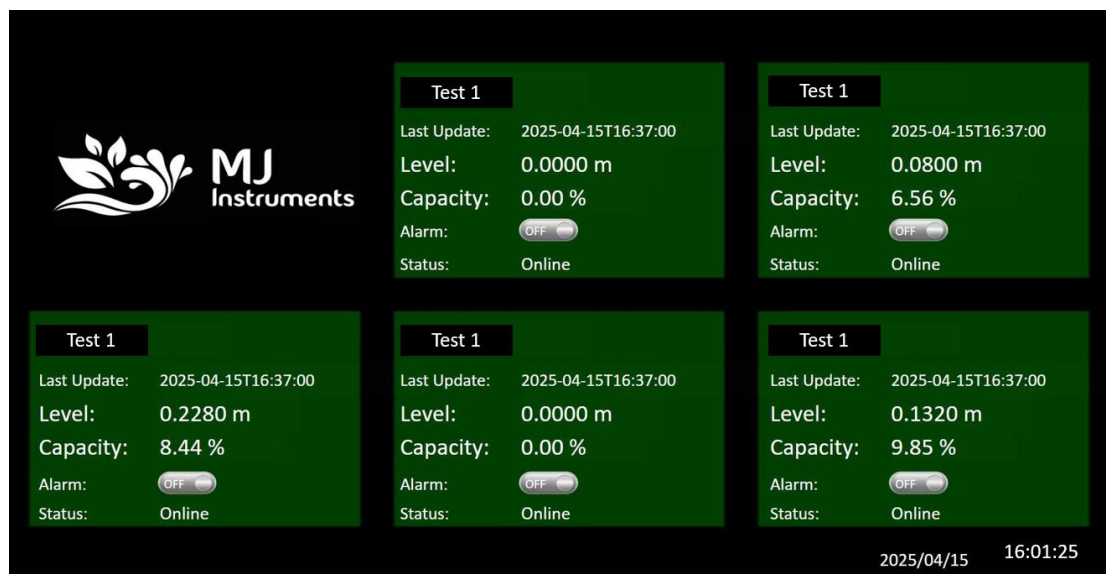 MJ
Instruments
Test 1
Last Update: 2025-04-15T16:37:00
Level: 0.0000 m
Capacity: 0.00 %
Alarm: OFF
Status: Online
Test 1
Last Update: 2025-04-15T16:37:00
Level: 0.0800 m
Capacity: 6.56 %
Alarm: OFF
Status: Online
Test 1
Last Update: 2025-04-15T16:37:00
Level: 0.2280 m
Capacity: 8.44 %
Alarm: OFF
Status: Online
Test 1
Last Update: 2025-04-15T16:37:00
Level: 0.0000 m
Capacity: 0.00 %
Alarm: OFF
Status: Online
Test 1
Last Update: 2025-04-15T16:37:00
Level: 0.1320 m
Capacity: 9.85 %
Alarm: OFF
Status: Online
2025/04/15 16:01:25